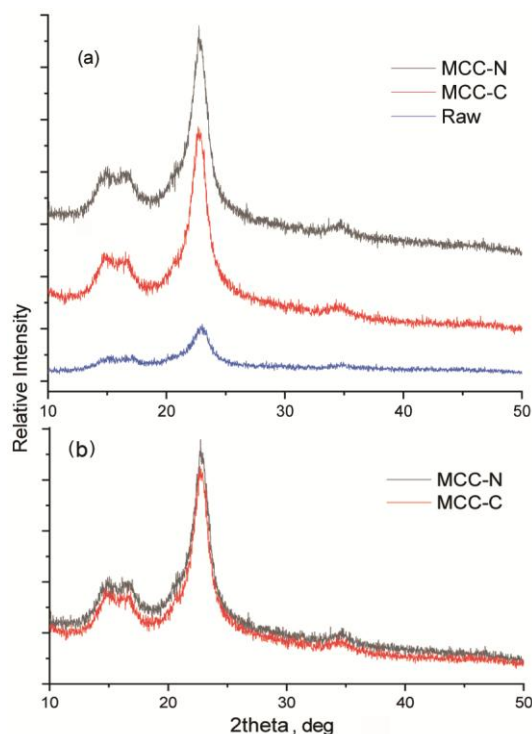 (a)
MCC-N
MCC-C
Raw
Relative Intensity
10 20 30 40 50
(b)
MCC-N
MCC-C
10 20 30 40 50
2theta , deg